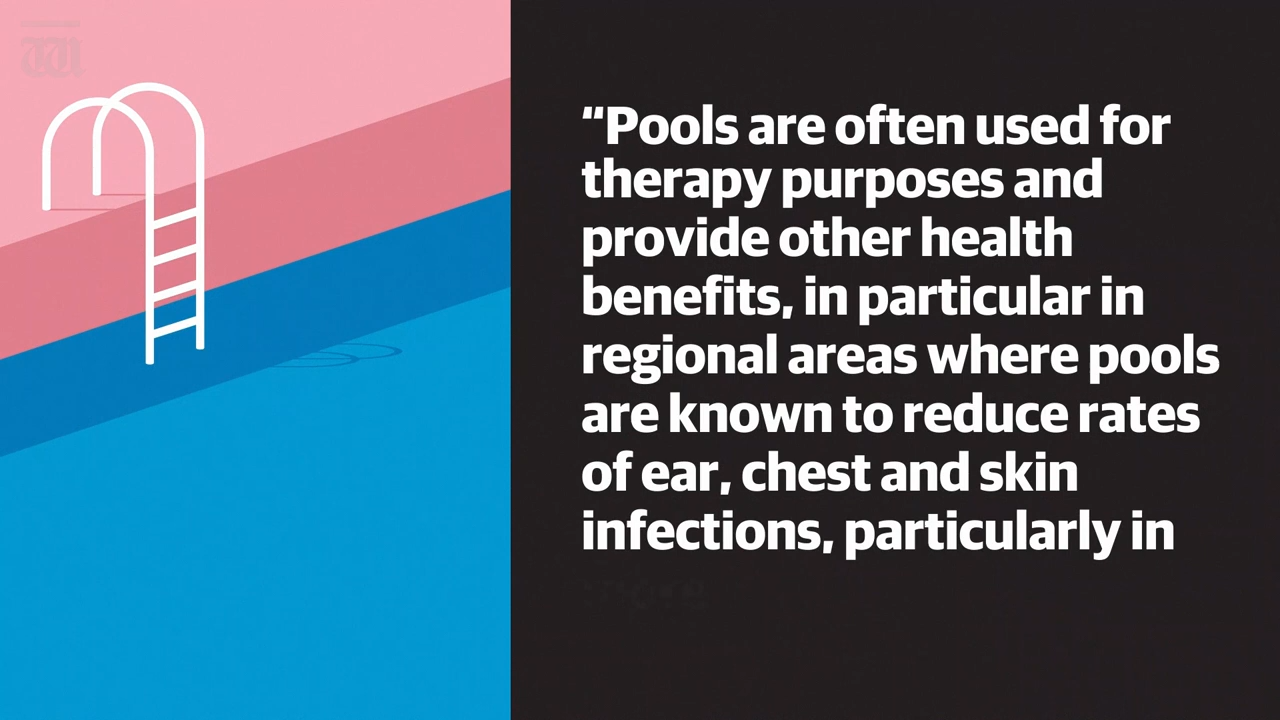 “Pools are often used for
therapy purposes and
provide other health
benefits, in particular in
regional areas where pools
are known to reduce rates
of ear, chest and skin
infections, particularly in